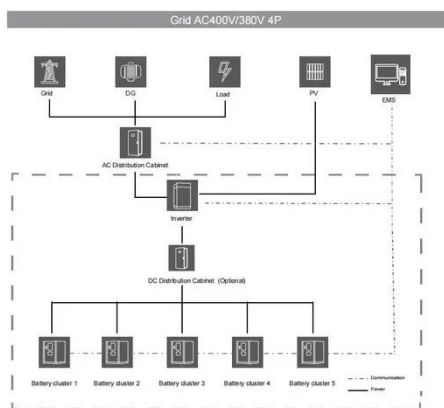 Grid AC400V/380V 4P
Grid
DG
Load
PV
EMS
AC Distribution Cabinet
Inverter
DC Distribution Cabinet (Optional)
Battery cluster 1
Battery cluster 2
Battery cluster 3
Battery cluster 4
Battery cluster 5
Communication
Power